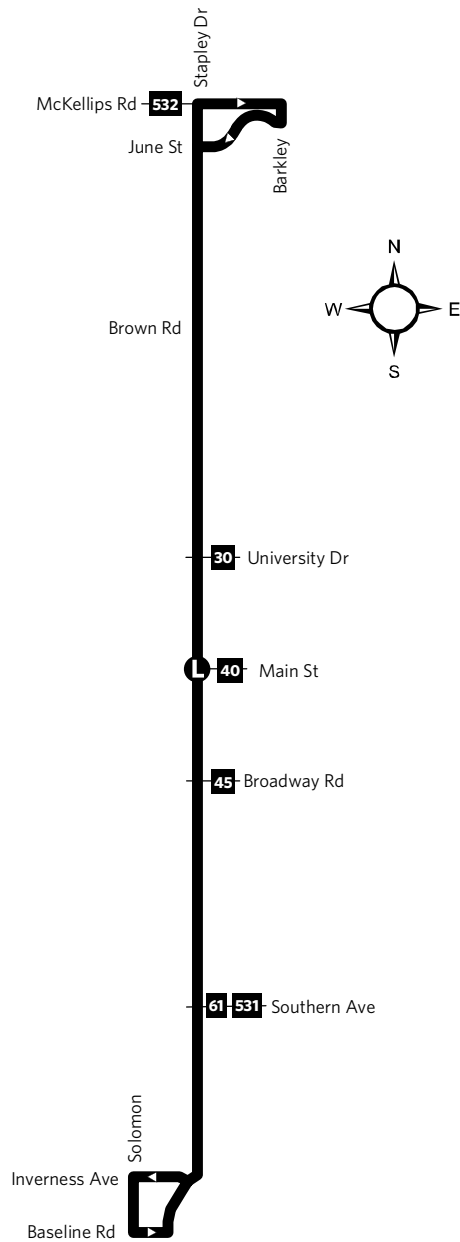 Stapley Dr
McKellips Rd 532
June St
Barkley
N
W E
S
Brown Rd
30 University Dr
L 40 Main St
45 Broadway Rd
61 531 Southern Ave
Solomon
Inverness Ave
Baseline Rd